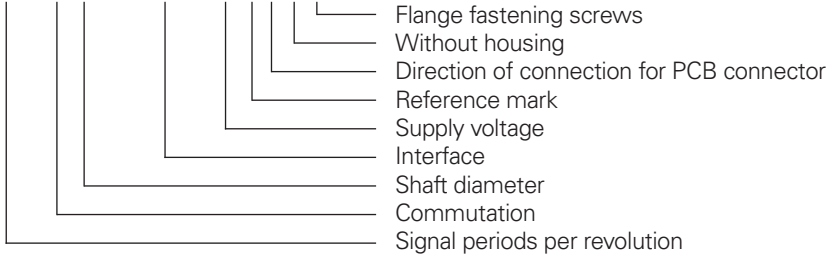 Flange fastening screws
Without housing
Direction of connection for PCB connector
Reference mark
Supply voltage
Interface
Shaft diameter
Commutation
Signal periods per revolution